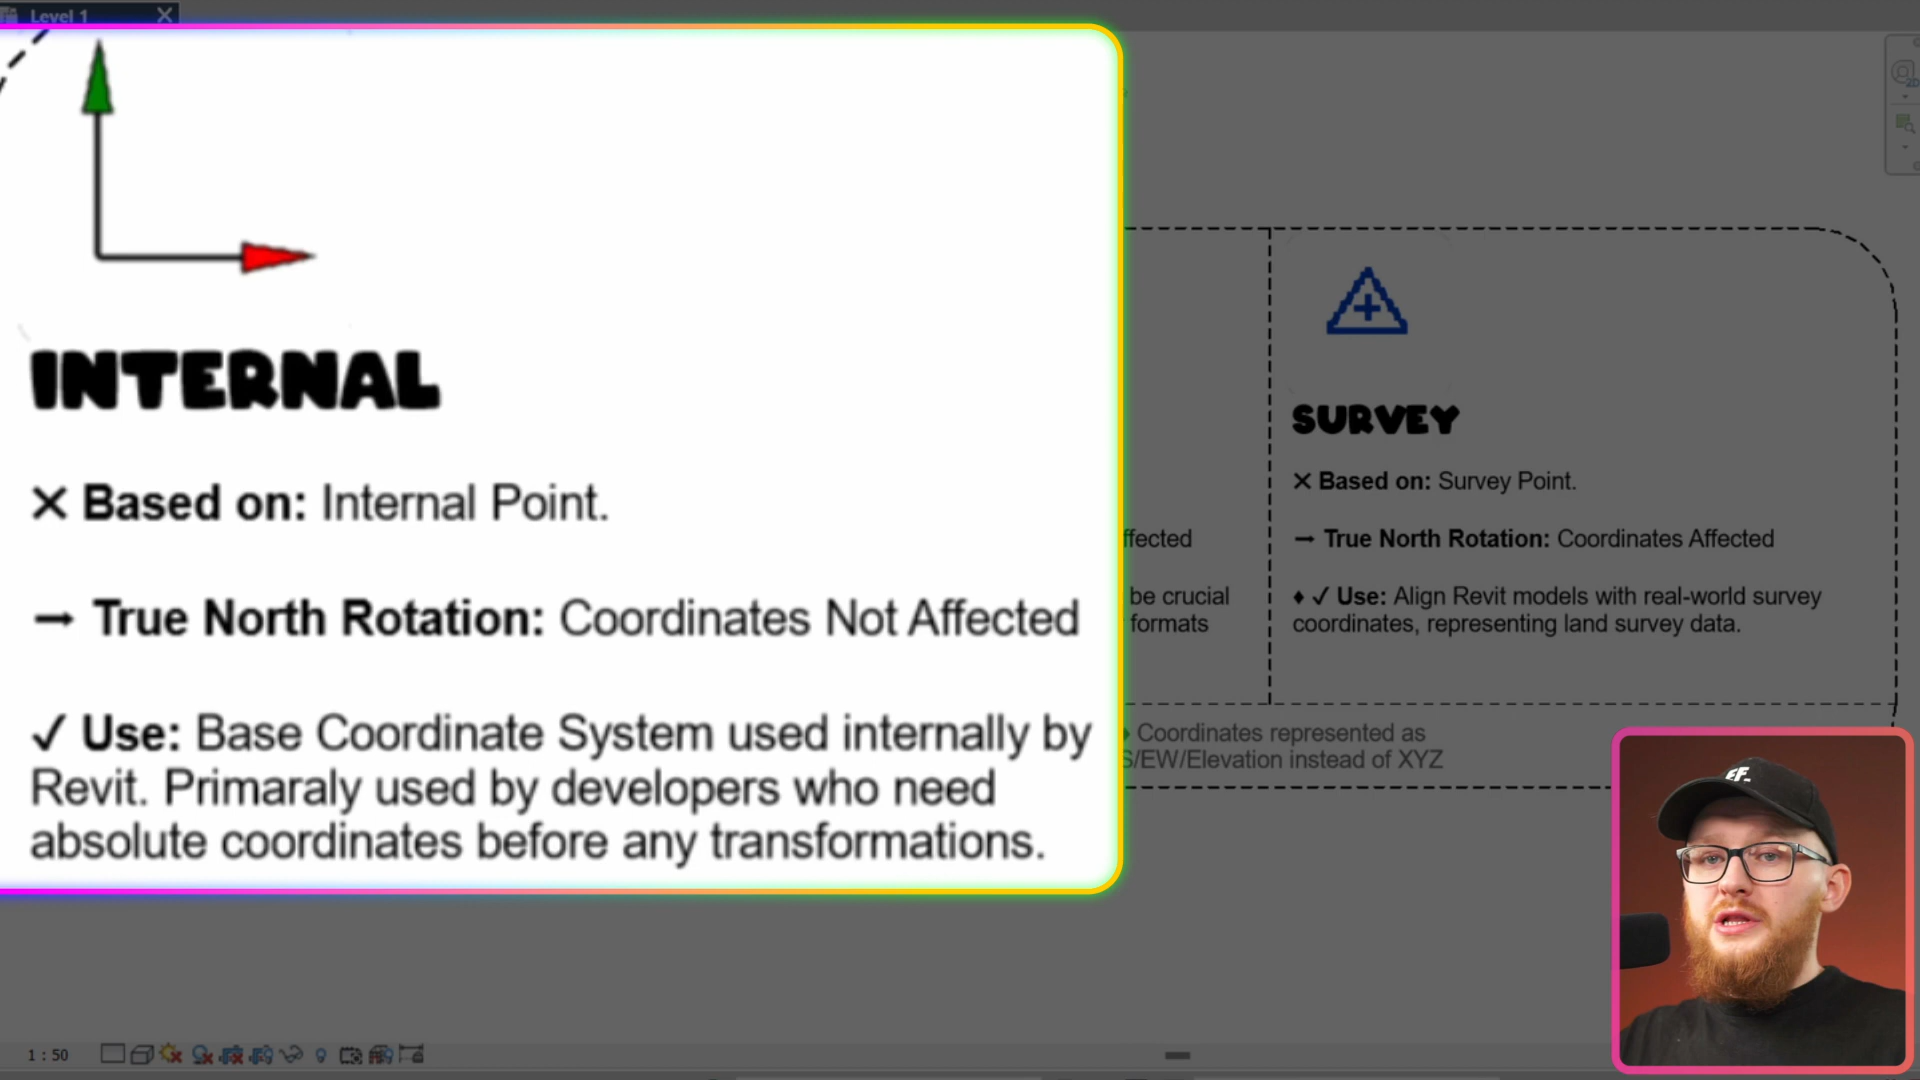 Level 1
INTERNAL
✕ Based on: Internal Point.
→ True North Rotation: Coordinates Not Affected
✓ Use: Base Coordinate System used internally by
Revit. Primaraly used by developers who need
absolute coordinates before any transformations.
ffected
be crucial
formats
SURVEY
✕ Based on: Survey Point.
→ True North Rotation: Coordinates Affected
♦ ✓ Use: Align Revit models with real-world survey
coordinates, representing land survey data.
♦ Coordinates represented as
S/EW/Elevation instead of XYZ
2D
EF.
1 : 50